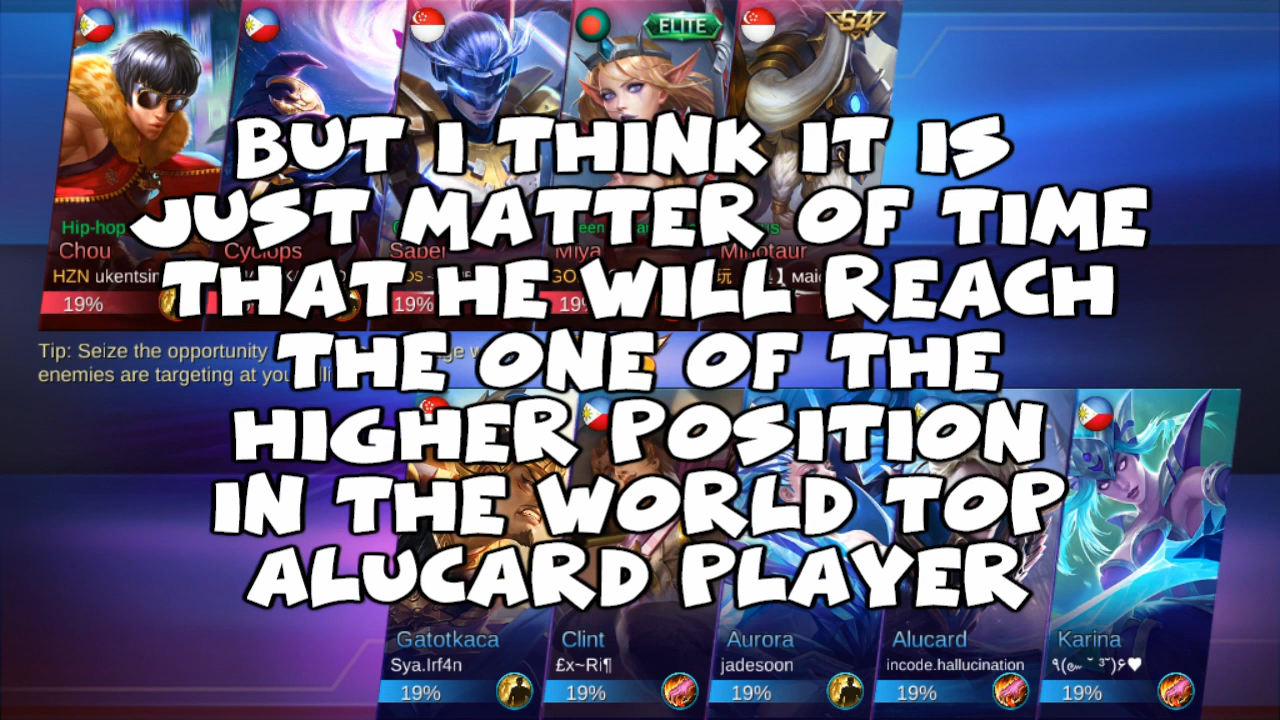 ELITE
S4
BUT I THINK IT IS
JUST MATTER OF TIME
THAT HE WILL REACH
THE ONE OF THE
HIGHER POSITION
IN THE WORLD TOP
ALUCARD PLAYER
Hip-hop
Chou
Cyclops
Saber
Miya
Minotaur
HZN ukentsin
19%
19%
Tip: Seize the opportunity
enemies are targeting at
Gatotkaca
Clint
Aurora
Alucard
Karina
Sya.Irf4n
£x~Ri¶
jadesoon
incode.hallucination
19%
19%
19%
19%
19%